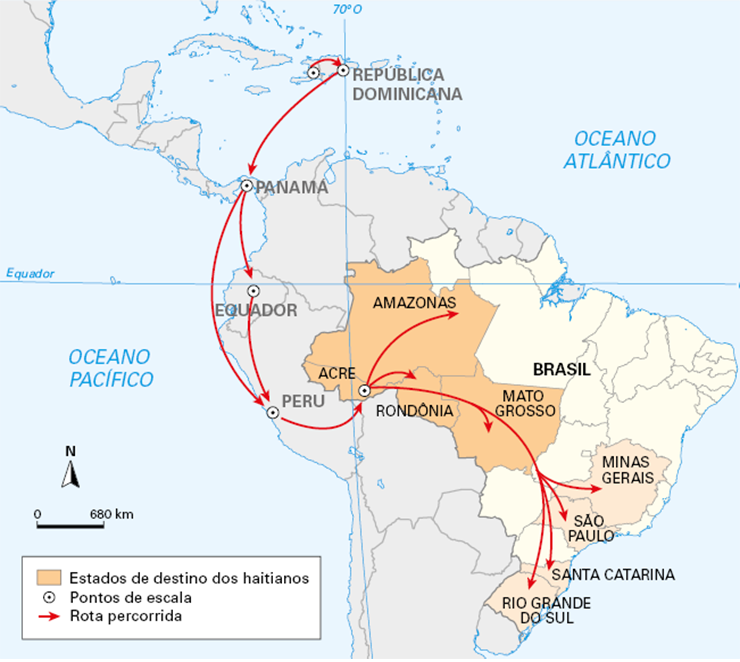 70º O
REPÚBLICA
DOMINICANA
OCEANO
ATLÂNTICO
PANAMÁ
Equador
EQUADOR
AMAZONAS
OCEANO
PACÍFICO
BRASIL
ACRE
PERU
RONDÔNIA
MATO
GROSSO
N
MINAS
GERAIS
0 680 km
SÃO
PAULO
SANTA CATARINA
RIO GRANDE
DO SUL
Estados de destino dos haitianos
Pontos de escala
Rota percorrida